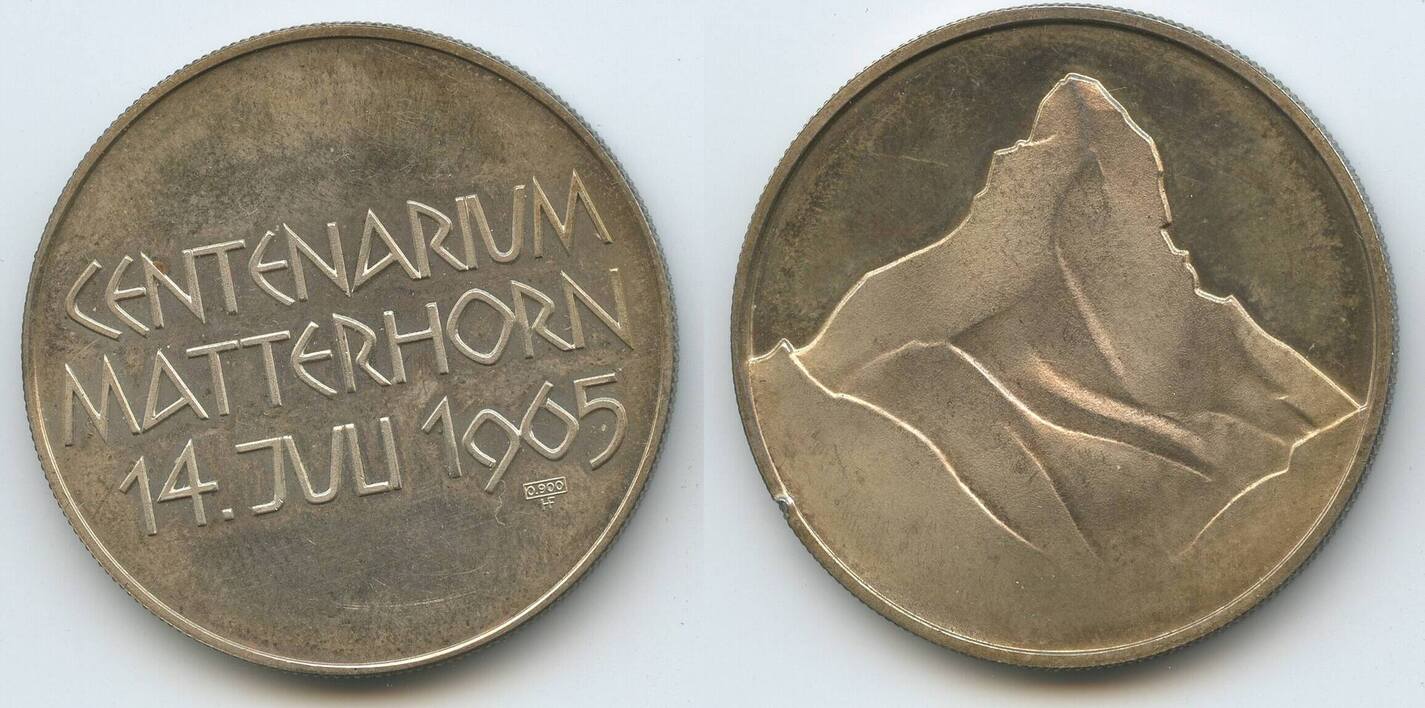 CENTENARIUM
MATTERHORN
14. JULI 1965
0.900
HF